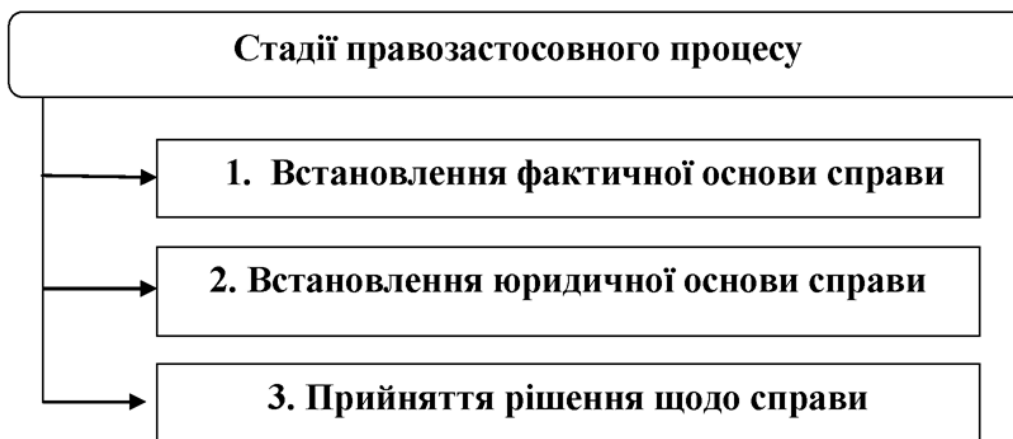 Стадії правозастосовного процесу
1. Встановлення фактичної основи справи
2. Встановлення юридичної основи справи
3. Прийняття рішення щодо справи